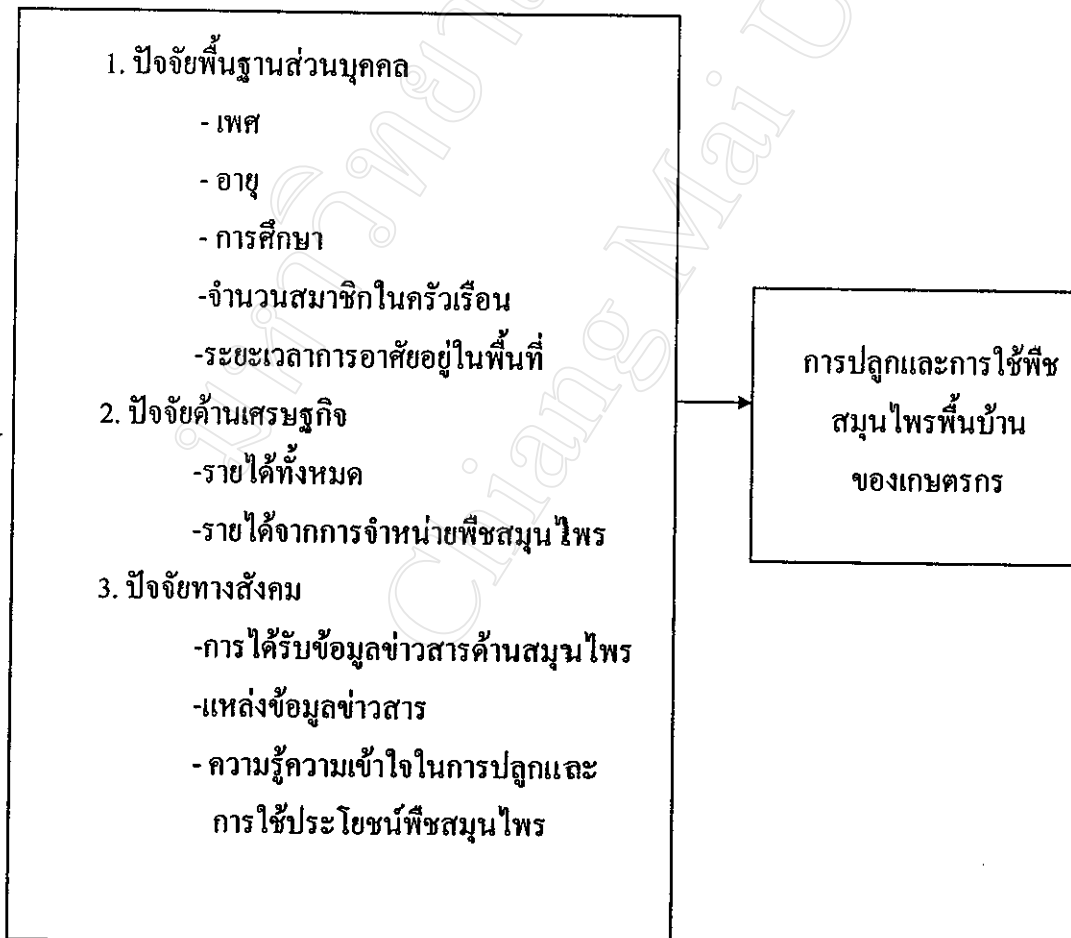 1. ปัจจัยพื้นฐานส่วนบุคคล
- เพศ
- อายุ
- การศึกษา
-จำนวนสมาชิกในครัวเรือน
-ระยะเวลาการอาศัยอยู่ในพื้นที่
2. ปัจจัยด้านเศรษฐกิจ
-รายได้ทั้งหมด
-รายได้จากการจำหน่ายพืชสมุนไพร
3. ปัจจัยทางสังคม
-การได้รับข้อมูลข่าวสารด้านสมุนไพร
-แหล่งข้อมูลข่าวสาร
- ความรู้ความเข้าใจในการปลูกและ
การใช้ประโยชน์พืชสมุนไพร
การปลูกและการใช้พืช
สมุนไพรพื้นบ้าน
ของเกษตรกร
Chiang Mai U